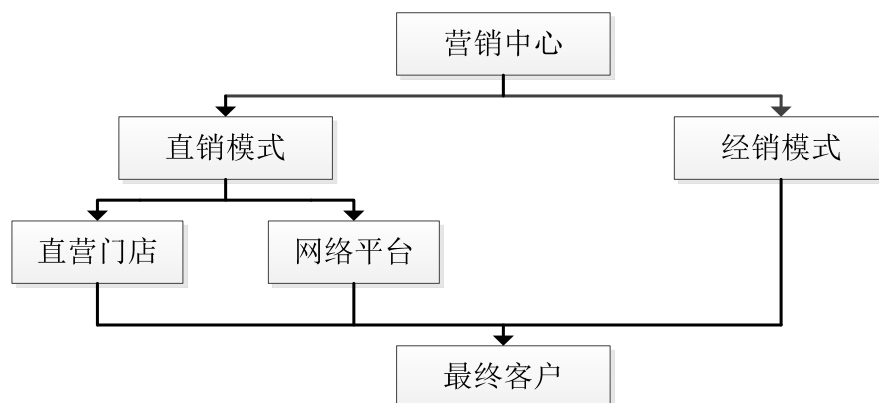 营销中心
直销模式
经销模式
直营门店
网络平台
最终客户